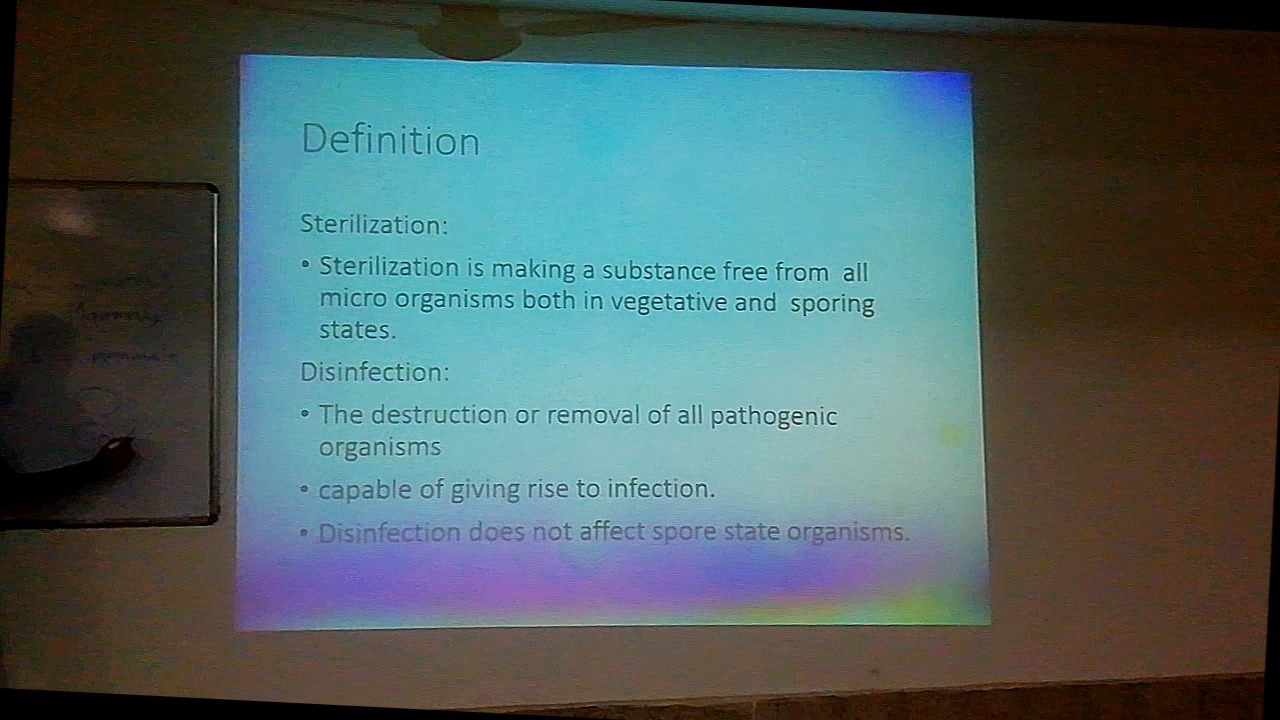 Definition
Sterilization:
• Sterilization is making a substance free from all
micro organisms both in vegetative and sporing
states.
Disinfection:
• The destruction or removal of all pathogenic
organisms
• capable of giving rise to infection.
• Disinfection does not affect spore state organisms.